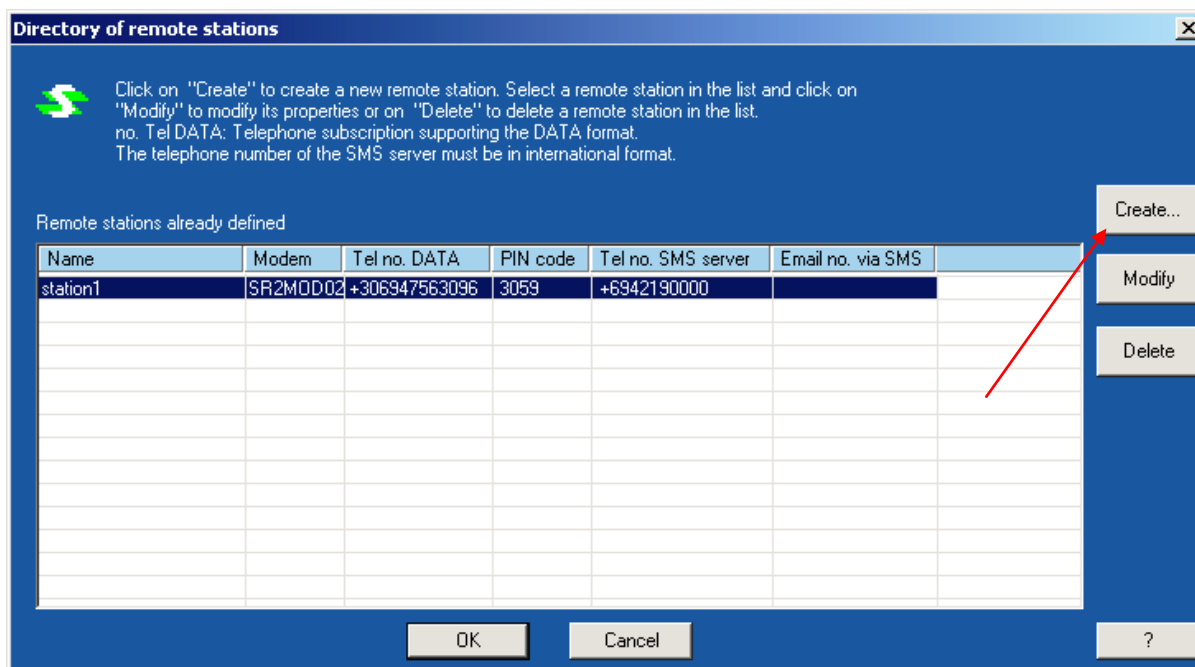 Directory of remote stations
Click on "Create" to create a new remote station. Select a remote station in the list and click on
"Modify" to modify its properties or on "Delete" to delete a remote station in the list.
no. Tel DATA: Telephone subscription supporting the DATA format.
The telephone number of the SMS server must be in international format.
Create...
Remote stations already defined
Name Modem Tel no. DATA PIN code Tel no. SMS server Email no. via SMS
station1 SR2MOD02 +306947563096 3059 +6942190000
Modify
Delete
OK Cancel ?